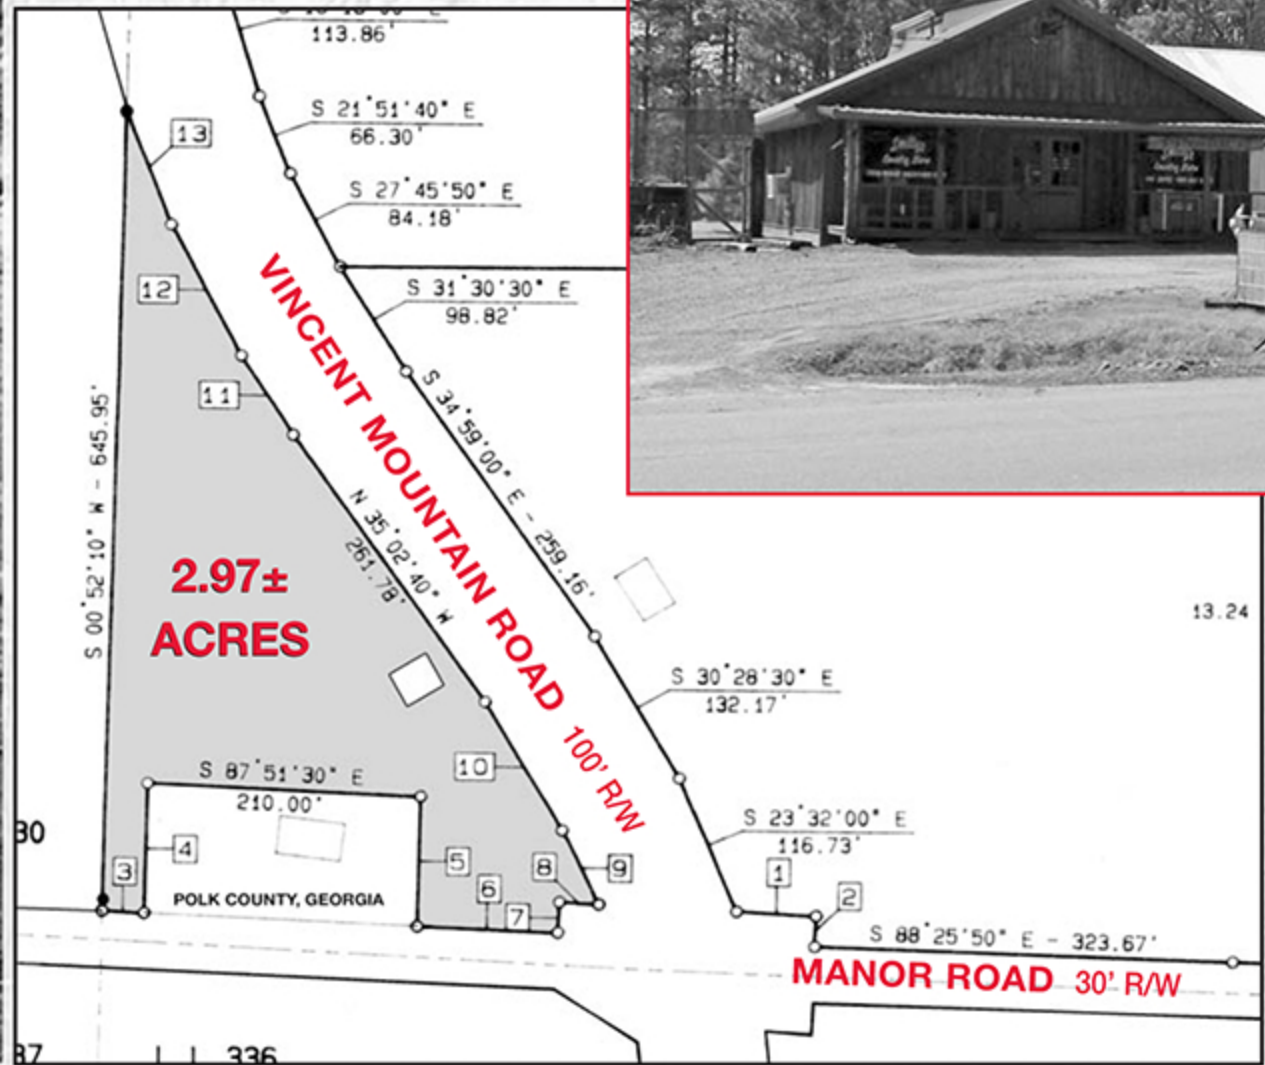 113.86'
S 21°51'40" E
66.30'
13
S 27°45'50" E
84.18'
12
S 31°30'30" E
98.82'
11
VINCENT MOUNTAIN ROAD 100' R/W
S 34°59'00" E - 259.16'
N 35°02'40" W
261.78'
S 00°52'10" W - 645.95'
2.97±
ACRES
13.24
S 30°28'30" E
132.17'
10
S 87°51'30" E
210.00'
S 23°32'00" E
116.73'
30
4
5
3
POLK COUNTY, GEORGIA
6
7
8
9
1
2
S 88°25'50" E - 323.67'
MANOR ROAD 30' R/W
37
336